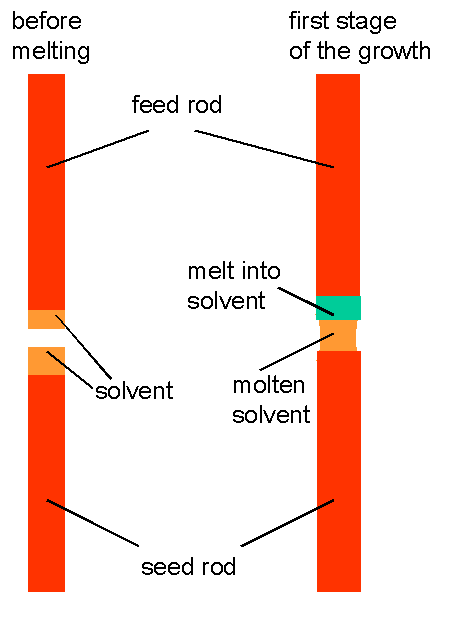 before
melting
first stage
of the growth
feed rod
melt into
solvent
solvent
molten
solvent
seed rod